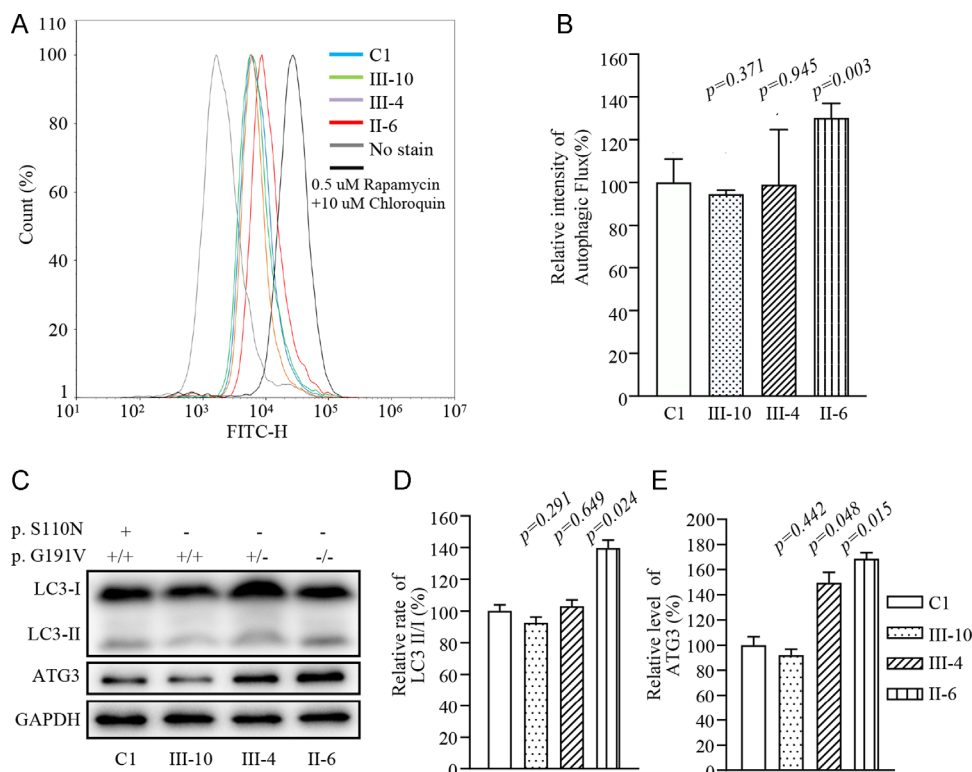 A
110
100
80
60
40
20
1
Count (%)
10¹ 10² 10³ 10⁴ 10⁵ 10⁶ 10⁷
FITC-H
C1
III-10
III-4
II-6
No stain
0.5 uM Rapamycin
+10 uM Chloroquin
B
Relative intensity of
Autophagic Flux(%)
160
140
120
100
80
60
40
20
0
p=0.371
p=0.945
p=0.003
C1 III-10 III-4 II-6
C
p. S110N + - - -
p. G191V +/+ +/+ +/- -/-
LC3-I
LC3-II
ATG3
GAPDH
C1 III-10 III-4 II-6
D
Relative rate of
LC3 II/I (%)
160
140
120
100
80
60
40
20
0
p=0.291
p=0.649
p=0.024
E
Relative level of
ATG3 (%)
200
180
160
140
120
100
80
60
40
20
0
p=0.442
p=0.048
p=0.015
C1
III-10
III-4
II-6